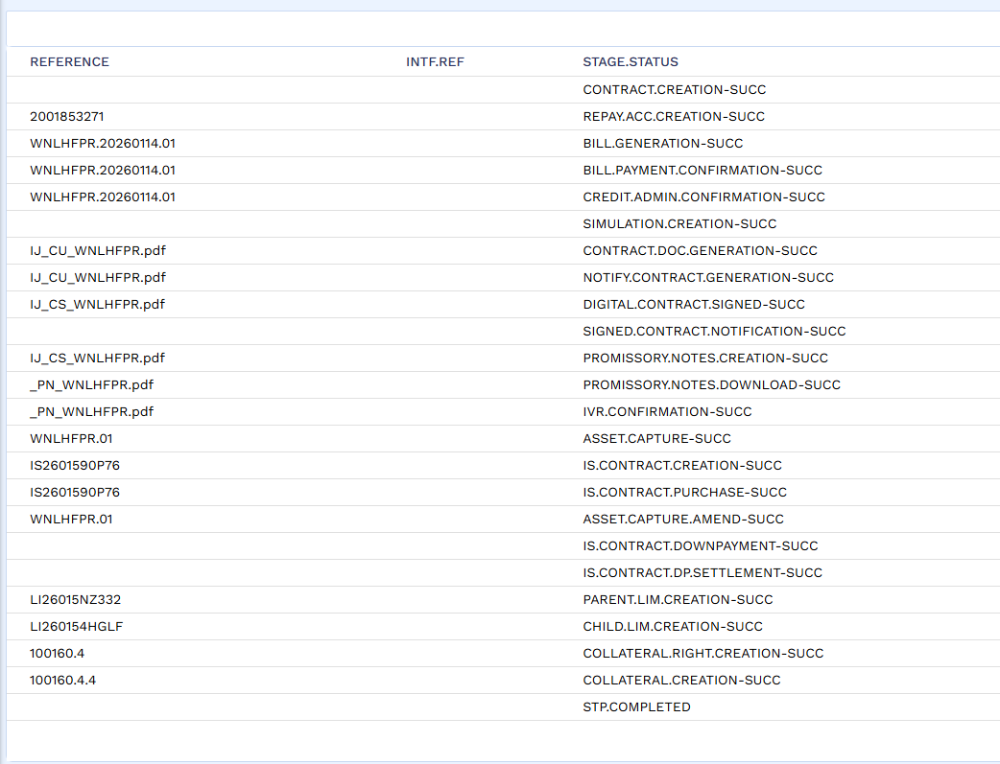 REFERENCE INTF.REF STAGE.STATUS
CONTRACT.CREATION-SUCC
2001853271 REPAY.ACC.CREATION-SUCC
WNLHFPR.20260114.01 BILL.GENERATION-SUCC
WNLHFPR.20260114.01 BILL.PAYMENT.CONFIRMATION-SUCC
WNLHFPR.20260114.01 CREDIT.ADMIN.CONFIRMATION-SUCC
SIMULATION.CREATION-SUCC
IJ_CU_WNLHFPR.pdf CONTRACT.DOC.GENERATION-SUCC
IJ_CU_WNLHFPR.pdf NOTIFY.CONTRACT.GENERATION-SUCC
IJ_CS_WNLHFPR.pdf DIGITAL.CONTRACT.SIGNED-SUCC
SIGNED.CONTRACT.NOTIFICATION-SUCC
IJ_CS_WNLHFPR.pdf PROMISSORY.NOTES.CREATION-SUCC
_PN_WNLHFPR.pdf PROMISSORY.NOTES.DOWNLOAD-SUCC
_PN_WNLHFPR.pdf IVR.CONFIRMATION-SUCC
WNLHFPR.01 ASSET.CAPTURE-SUCC
IS2601590P76 IS.CONTRACT.CREATION-SUCC
IS2601590P76 IS.CONTRACT.PURCHASE-SUCC
WNLHFPR.01 ASSET.CAPTURE.AMEND-SUCC
IS.CONTRACT.DOWNPAYMENT-SUCC
IS.CONTRACT.DP.SETTLEMENT-SUCC
LI26015NZ332 PARENT.LIM.CREATION-SUCC
LI260154HGLF CHILD.LIM.CREATION-SUCC
100160.4 COLLATERAL.RIGHT.CREATION-SUCC
100160.4.4 COLLATERAL.CREATION-SUCC
STP.COMPLETED